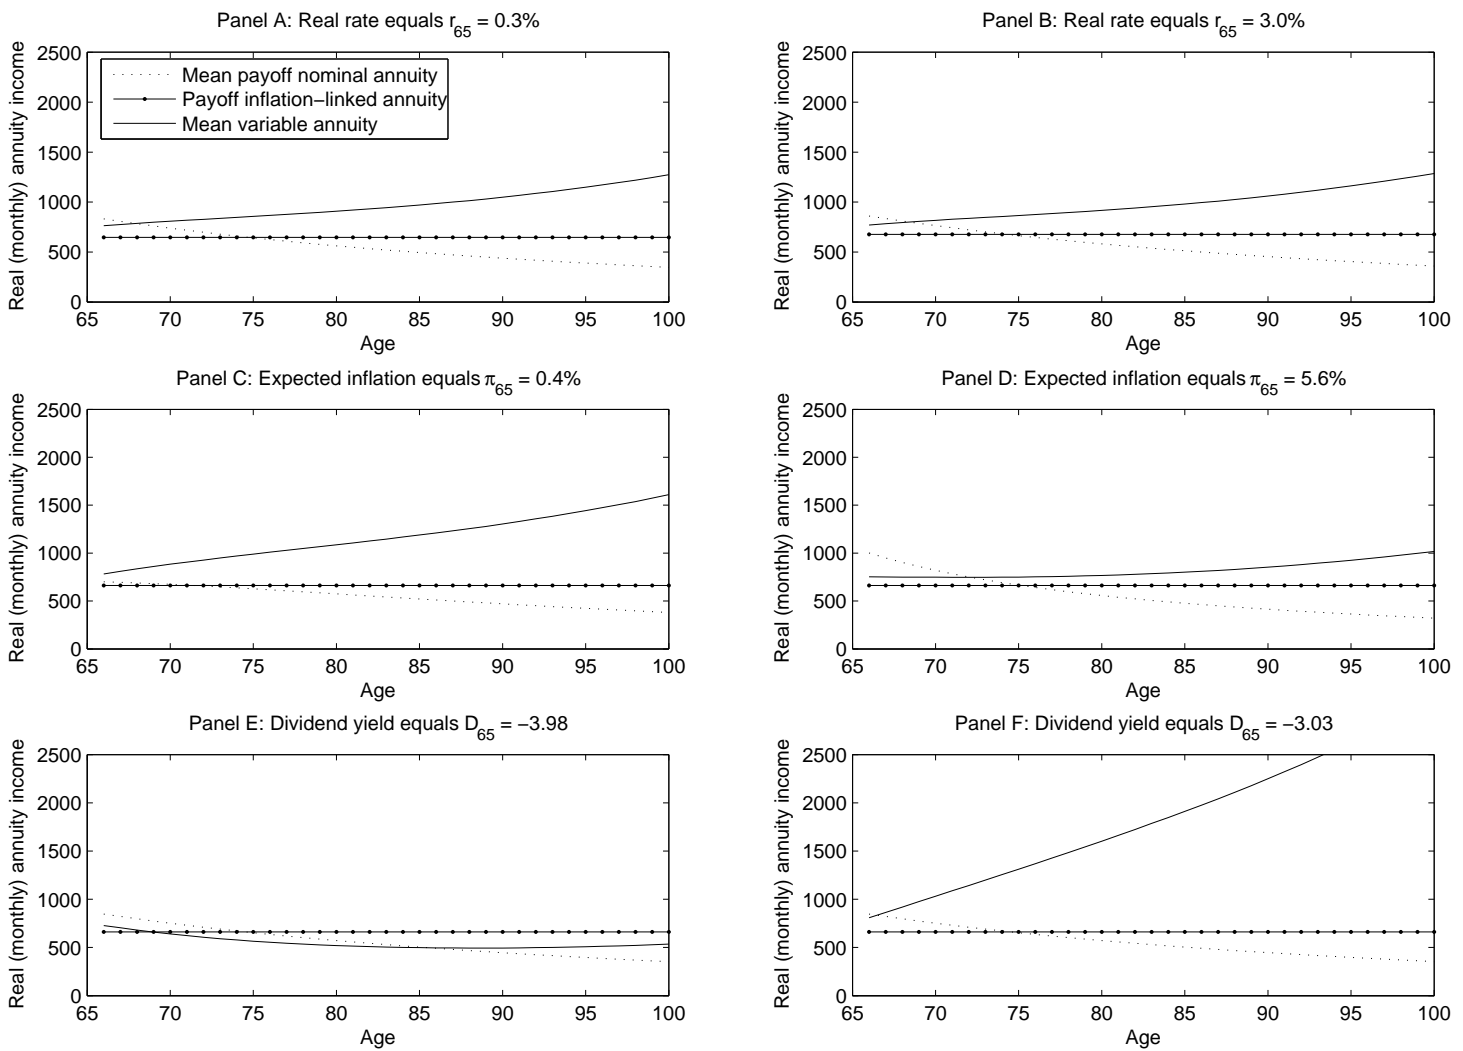 Panel A: Real rate equals r65 = 0.3%
Real (monthly) annuity income
2500
2000
1500
1000
500
0
Mean payoff nominal annuity
Payoff inflation−linked annuity
Mean variable annuity
65 70 75 80 85 90 95 100
Age
Panel B: Real rate equals r65 = 3.0%
Real (monthly) annuity income
2500
2000
1500
1000
500
0
65 70 75 80 85 90 95 100
Age
Panel C: Expected inflation equals π65 = 0.4%
Real (monthly) annuity income
2500
2000
1500
1000
500
0
65 70 75 80 85 90 95 100
Age
Panel D: Expected inflation equals π65 = 5.6%
Real (monthly) annuity income
2500
2000
1500
1000
500
0
65 70 75 80 85 90 95 100
Age
Panel E: Dividend yield equals D65 = −3.98
Real (monthly) annuity income
2500
2000
1500
1000
500
0
65 70 75 80 85 90 95 100
Age
Panel F: Dividend yield equals D65 = −3.03
Real (monthly) annuity income
2500
2000
1500
1000
500
0
65 70 75 80 85 90 95 100
Age